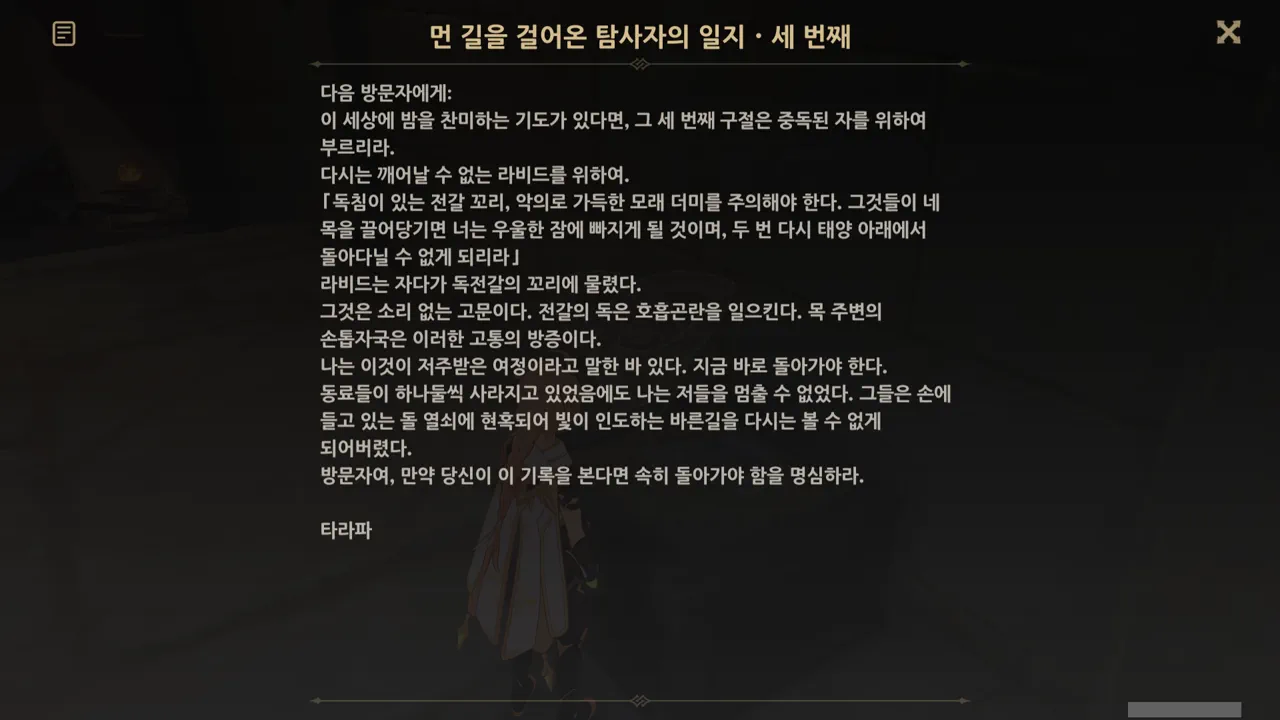 먼 길을 걸어온 탐사자의 일지 · 세 번째
다음 방문자에게:
이 세상에 밤을 찬미하는 기도가 있다면, 그 세 번째 구절은 중독된 자를 위하여
부르리라.
다시는 깨어날 수 없는 라비드를 위하여.
「독침이 있는 전갈 꼬리, 악의로 가득한 모래 더미를 주의해야 한다. 그것들이 네
목을 끌어당기면 너는 우울한 잠에 빠지게 될 것이며, 두 번 다시 태양 아래에서
돌아다닐 수 없게 되리라」
라비드는 자다가 독전갈의 꼬리에 물렸다.
그것은 소리 없는 고문이다. 전갈의 독은 호흡곤란을 일으킨다. 목 주변의
손톱자국은 이러한 고통의 방증이다.
나는 이것이 저주받은 여정이라고 말한 바 있다. 지금 바로 돌아가야 한다.
동료들이 하나둘씩 사라지고 있었음에도 나는 저들을 멈출 수 없었다. 그들은 손에
들고 있는 돌 열쇠에 현혹되어 빛이 인도하는 바른길을 다시는 볼 수 없게
되어버렸다.
방문자여, 만약 당신이 이 기록을 본다면 속히 돌아가야 함을 명심하라.
타라파